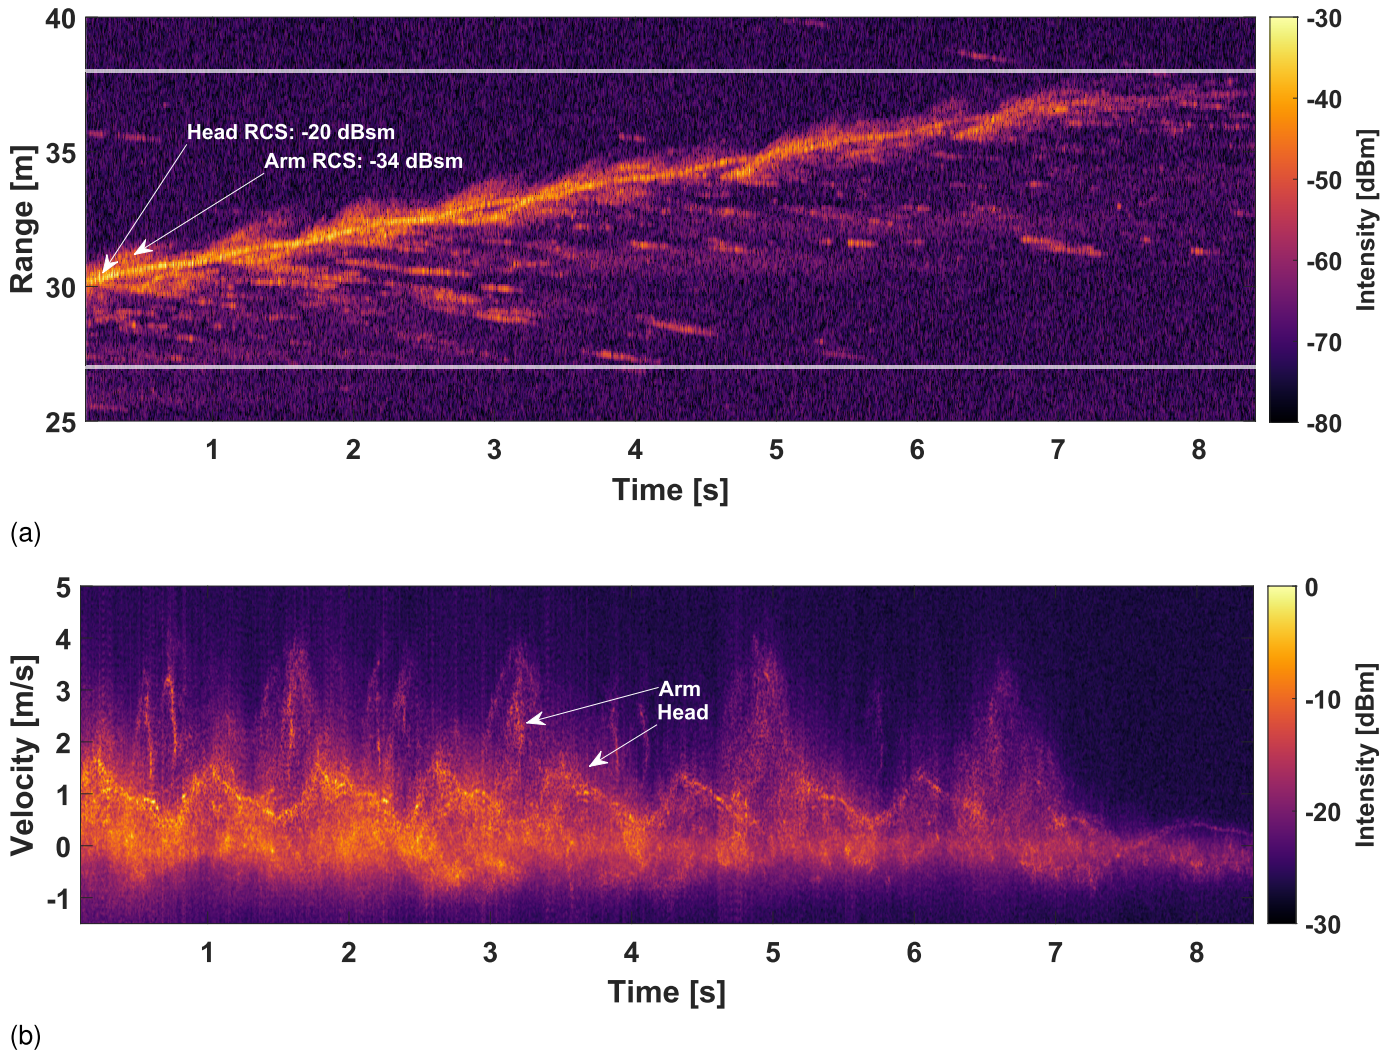 40
35
30
25
Range [m]
Head RCS: -20 dBsm
Arm RCS: -34 dBsm
1 2 3 4 5 6 7 8
Time [s]
-30
-40
-50
-60
-70
-80
Intensity [dBm]
(a)
5
4
3
2
1
0
-1
Velocity [m/s]
Arm
Head
1 2 3 4 5 6 7 8
Time [s]
0
-10
-20
-30
Intensity [dBm]
(b)